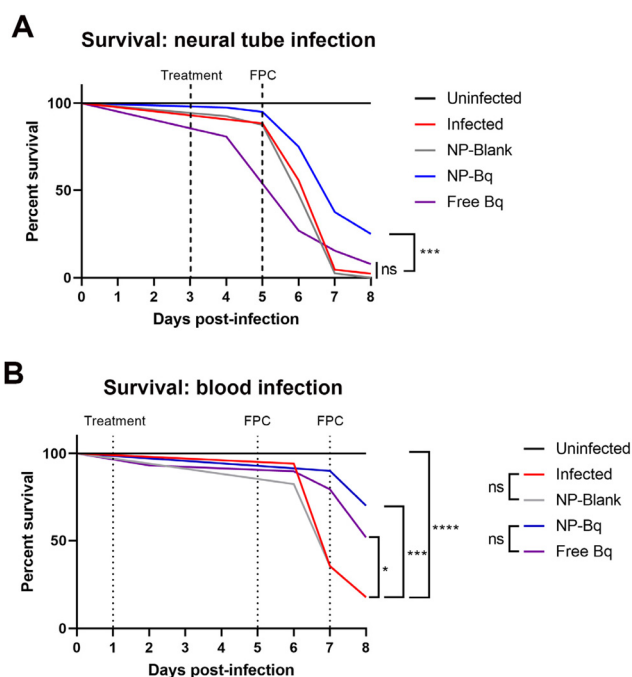 A
Survival: neural tube infection
Treatment FPC
Percent survival
100
50
0
0 1 2 3 4 5 6 7 8
Days post-infection
Uninfected
Infected
NP-Blank
NP-Bq
Free Bq
***
ns
B
Survival: blood infection
Treatment FPC FPC
Percent survival
100
50
0
0 1 2 3 4 5 6 7 8
Days post-infection
****
***
*
Uninfected
Infected
ns
NP-Blank
NP-Bq
ns
Free Bq